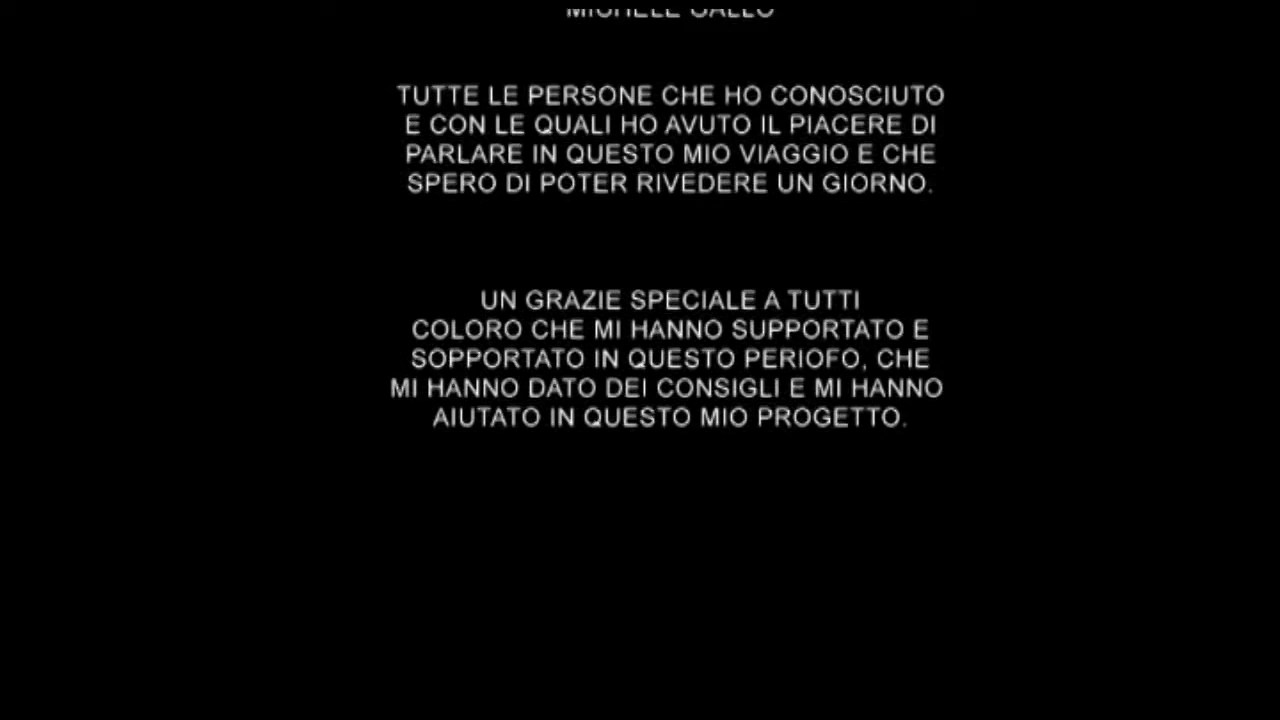 TUTTE LE PERSONE CHE HO CONOSCIUTO
E CON LE QUALI HO AVUTO IL PIACERE DI
PARLARE IN QUESTO MIO VIAGGIO E CHE
SPERO DI POTER RIVEDERE UN GIORNO.
UN GRAZIE SPECIALE A TUTTI
COLORO CHE MI HANNO SUPPORTATO E
SOPPORTATO IN QUESTO PERIOFO, CHE
MI HANNO DATO DEI CONSIGLI E MI HANNO
AIUTATO IN QUESTO MIO PROGETTO.